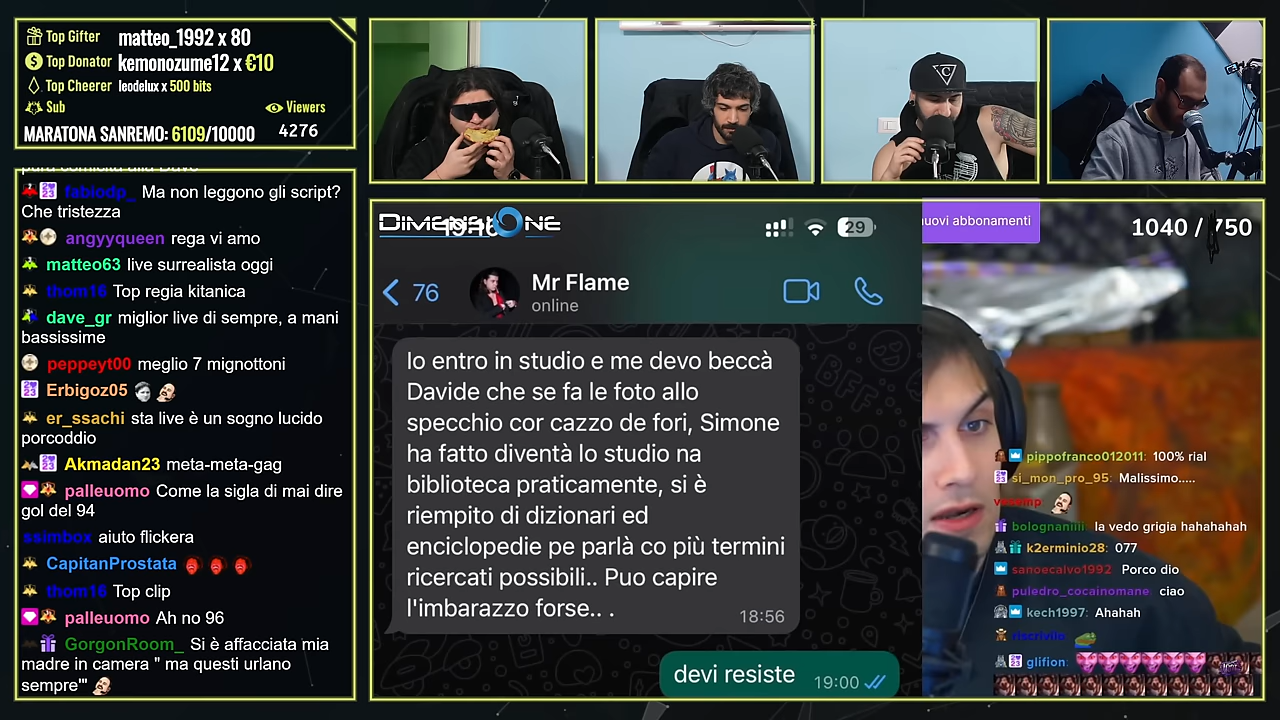 Top Gifter matteo_1992 x 80
Top Donator kemonozume12 x €10
Top Cheerer leodelux x 500 bits
Sub Viewers
MARATONA SANREMO: 6109/10000 4276
fabiodp_ Ma non leggono gli script?
Che tristezza
angyyqueen rega vi amo
matteo63 live surrealista oggi
thom16 Top regia kitanica
dave_gr miglior live di sempre, a mani
bassissime
peppeyt00 meglio 7 mignottoni
Erbigoz05
er_ssachi sta live è un sogno lucido
porcoddio
Akmadan23 meta-meta-gag
palleuomo Come la sigla di mai dire
gol del 94
ssimbox aiuto flickera
CapitanProstata
thom16 Top clip
palleuomo Ah no 96
GorgonRoom_ Si è affacciata mia
madre in camera " ma questi urlano
sempre"'
DIMENSIONE
29
76
Mr Flame
online
Io entro in studio e me devo beccà
Davide che se fa le foto allo
specchio cor cazzo de fori, Simone
ha fatto diventà lo studio na
biblioteca praticamente, si è
riempito di dizionari ed
enciclopedie pe parlà co più termini
ricercati possibili.. Puo capire
l'imbarazzo forse.. .
18:56
devi resiste
19:00
nuovi abbonamenti
1040 / 750
pippofranco012011: 100% rial
si_mon_pro_95: Malissimo.....
bolognaniii: la vedo grigia hahahahah
k2erminio28: 077
sanoecalvo1992 Porco dio
puledro_cocainomane: ciao
kech1997: Ahahah
riscrivilo:
glifion: